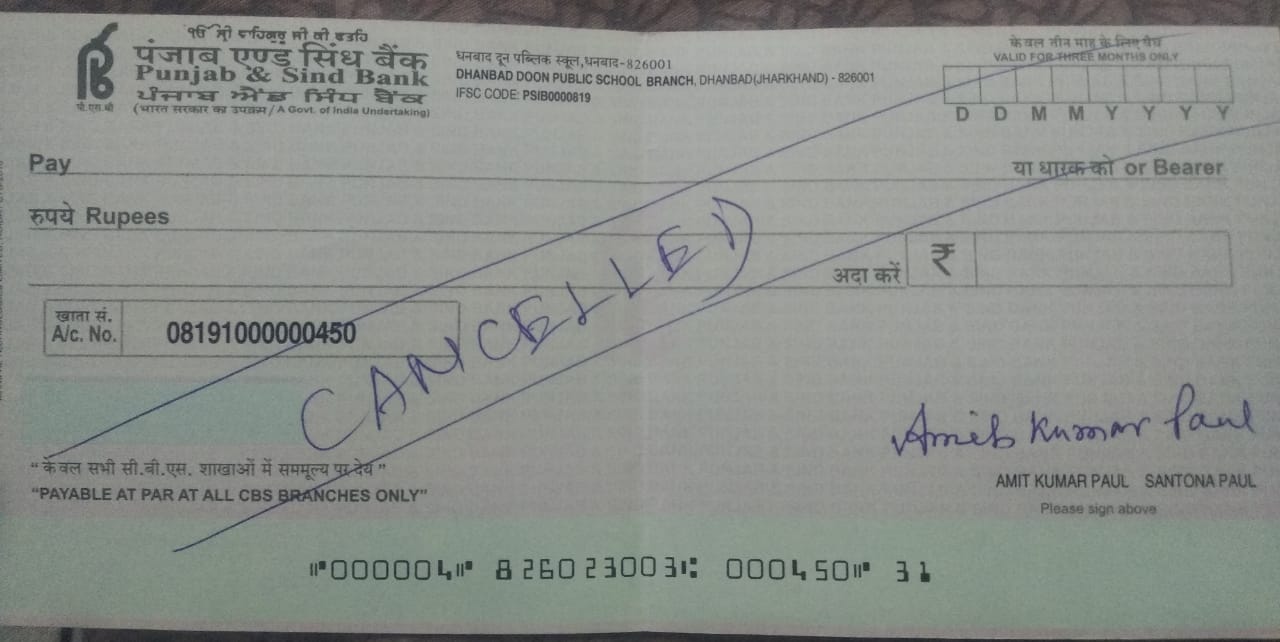 ੴ ਸ੍ਰੀ ਵਾਹਿਗੁਰੂ ਜੀ ਕੀ ਫਤਹਿ
पंजाब एण्ड सिंध बैंक
Punjab & Sind Bank
ਪੰਜਾਬ ਐਂਡ ਸਿੰਧ ਬੈਂਕ
(भारत सरकार का उपक्रम / A Govt. of India Undertaking)
पी.एस.बी
धनबाद दून पब्लिक स्कूल,धनबाद-826001
DHANBAD DOON PUBLIC SCHOOL BRANCH, DHANBAD(JHARKHAND) - 826001
IFSC CODE: PSIB0000819
केवल तीन माह के लिए वैध
VALID FOR THREE MONTHS ONLY
D D M M Y Y Y Y
Pay या धारक को or Bearer
रुपये Rupees
अदा करें ₹
खाता सं.
A/c. No. 08191000000450
CANCELLED
Amit Kumar Paul
"केवल सभी सी.बी.एस. शाखाओं में सममूल्य पर देय"
"PAYABLE AT PAR AT ALL CBS BRANCHES ONLY"
AMIT KUMAR PAUL SANTONA PAUL
Please sign above
⑈000004⑈ 826023003⑆ 000450⑈ 31